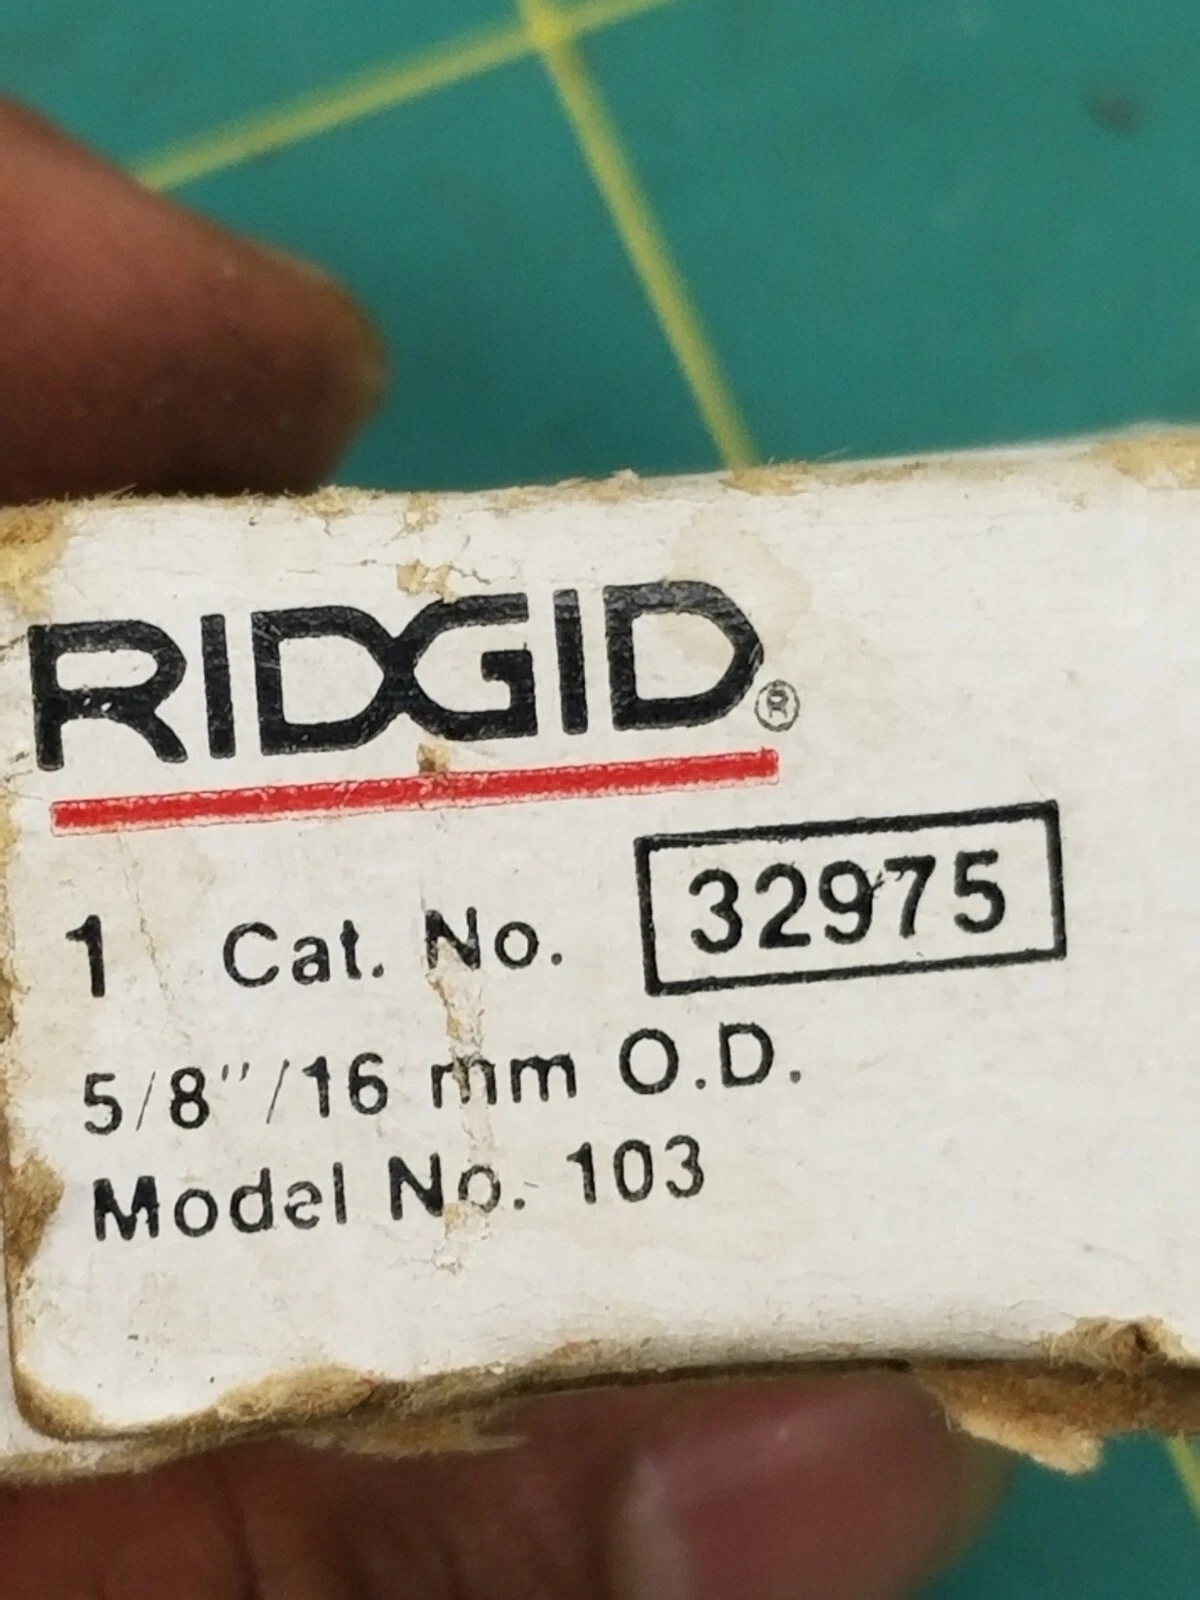 RIDGID®
1 Cat. No. 32975
5/8"/16 mm O.D.
Model No. 103